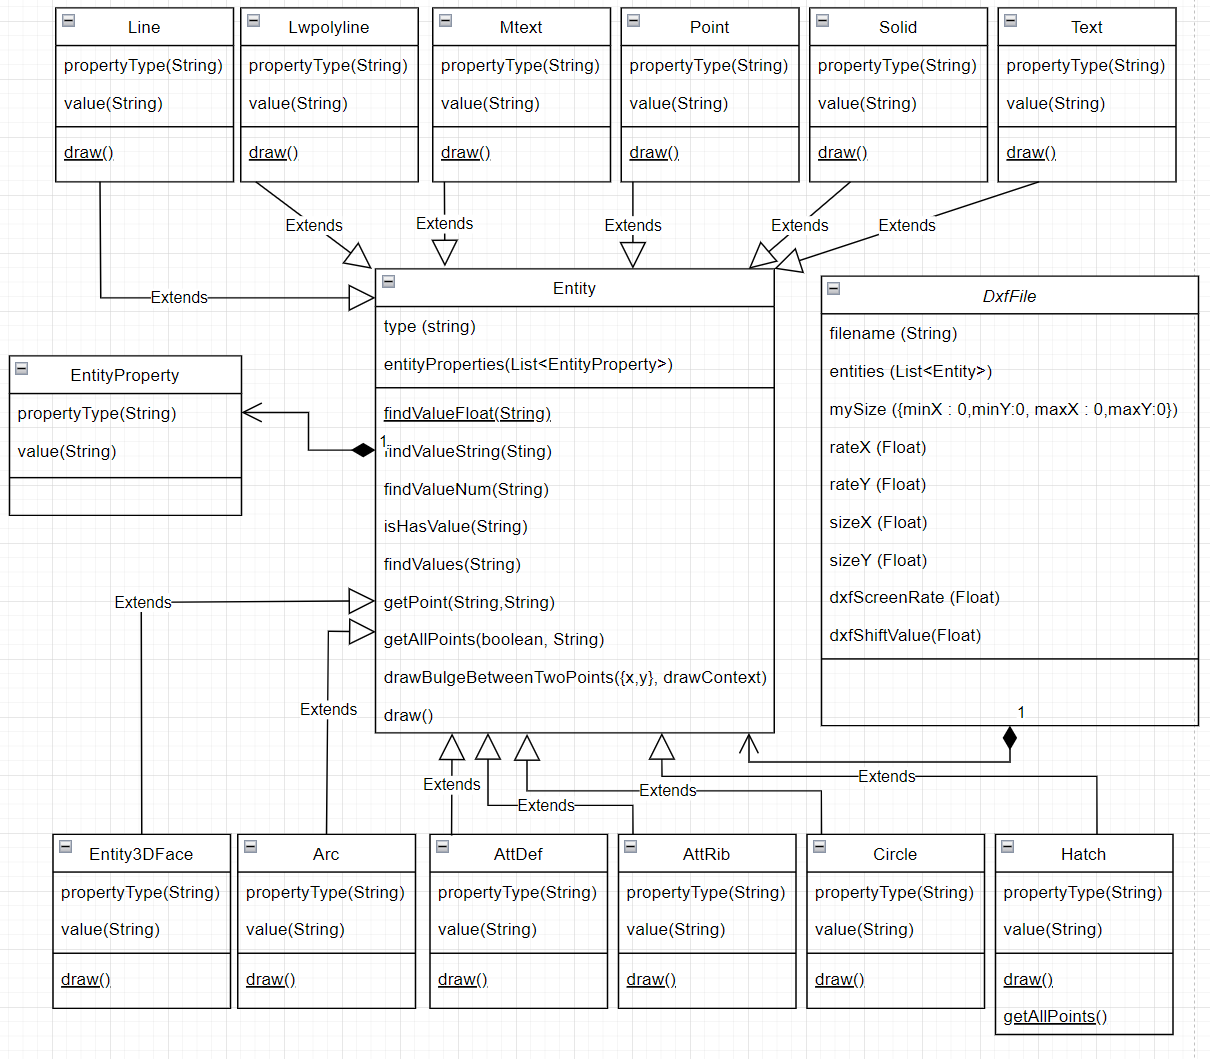 Line
propertyType(String)
value(String)
draw()
Lwpolyline
propertyType(String)
value(String)
draw()
Mtext
propertyType(String)
value(String)
draw()
Point
propertyType(String)
value(String)
draw()
Solid
propertyType(String)
value(String)
draw()
Text
propertyType(String)
value(String)
draw()
Extends
Extends
Extends
Extends
Extends
Extends
Entity
type (string)
entityProperties(List<EntityProperty>)
findValueFloat(String)
findValueString(Sting)
findValueNum(String)
isHasValue(String)
findValues(String)
getPoint(String,String)
getAllPoints(boolean, String)
drawBulgeBetweenTwoPoints({x,y}, drawContext)
draw()
DxfFile
filename (String)
entities (List<Entity>)
mySize ({minX : 0,minY:0, maxX : 0,maxY:0})
rateX (Float)
rateY (Float)
sizeX (Float)
sizeY (Float)
dxfScreenRate (Float)
dxfShiftValue(Float)
1
EntityProperty
propertyType(String)
value(String)
1
Extends
Extends
Extends
Extends
Extends
Extends
Entity3DFace
propertyType(String)
value(String)
draw()
Arc
propertyType(String)
value(String)
draw()
AttDef
propertyType(String)
value(String)
draw()
AttRib
propertyType(String)
value(String)
draw()
Circle
propertyType(String)
value(String)
draw()
Hatch
propertyType(String)
value(String)
draw()
getAllPoints()